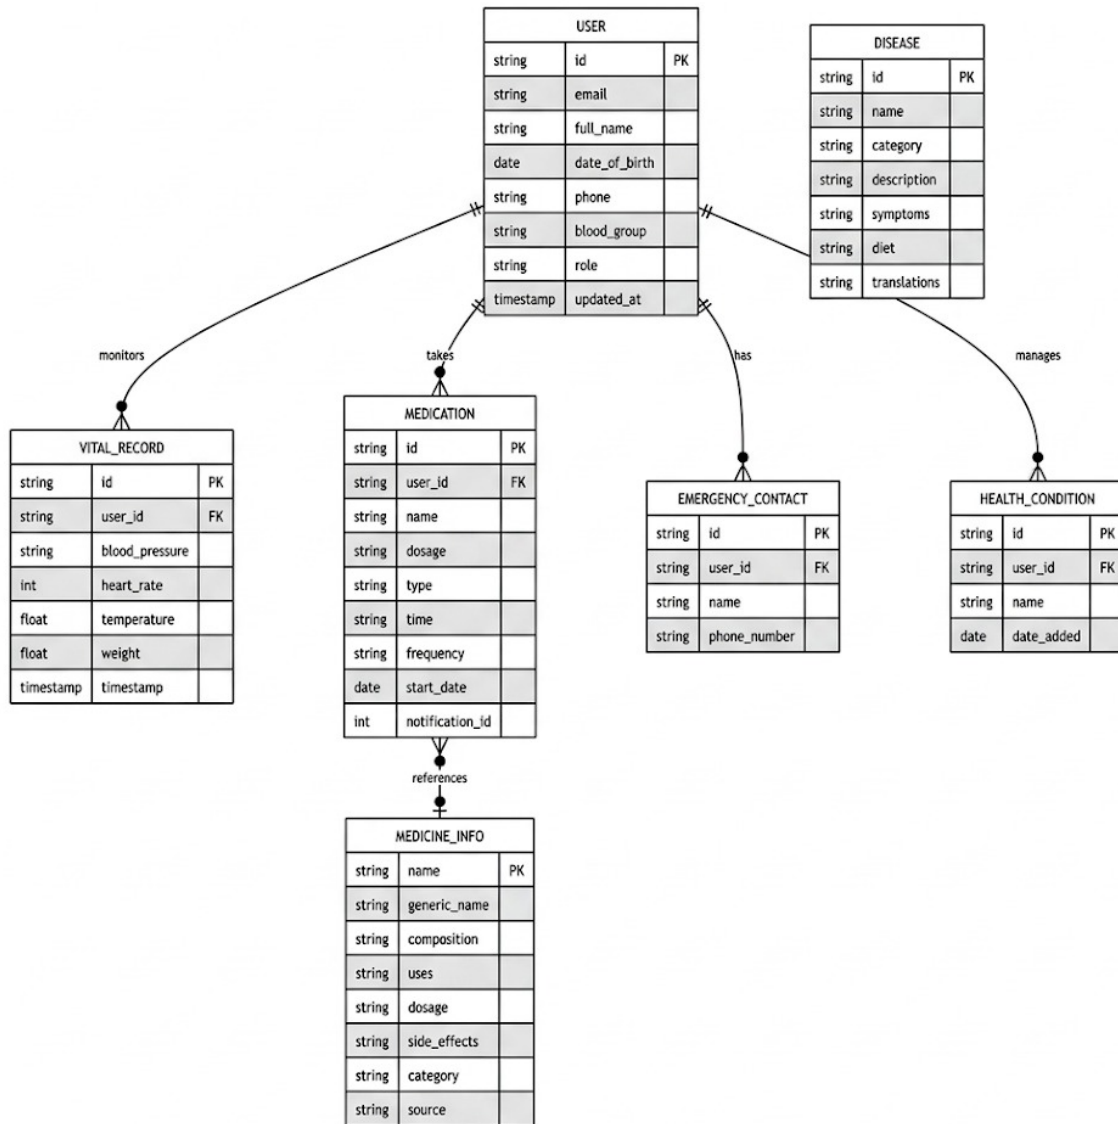 USER
string id PK
string email
string full_name
date date_of_birth
string phone
string blood_group
string role
timestamp updated_at
DISEASE
string id PK
string name
string category
string description
string symptoms
string diet
string translations
monitors
takes
has
manages
VITAL_RECORD
string id PK
string user_id FK
string blood_pressure
int heart_rate
float temperature
float weight
timestamp timestamp
MEDICATION
string id PK
string user_id FK
string name
string dosage
string type
string time
string frequency
date start_date
int notification_id
EMERGENCY_CONTACT
string id PK
string user_id FK
string name
string phone_number
HEALTH_CONDITION
string id PK
string user_id FK
string name
date date_added
references
MEDICINE_INFO
string name PK
string generic_name
string composition
string uses
string dosage
string side_effects
string category
string source